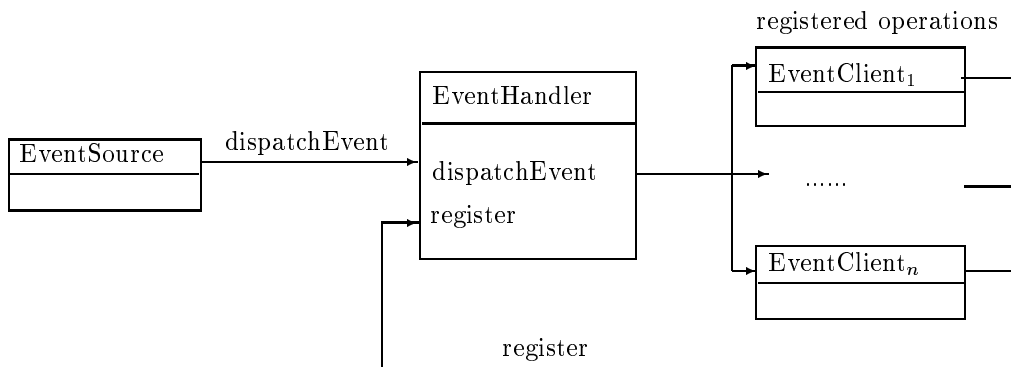 registered operations
EventClient₁
EventHandler
EventSource
dispatchEvent
dispatchEvent
......
register
EventClientₙ
register